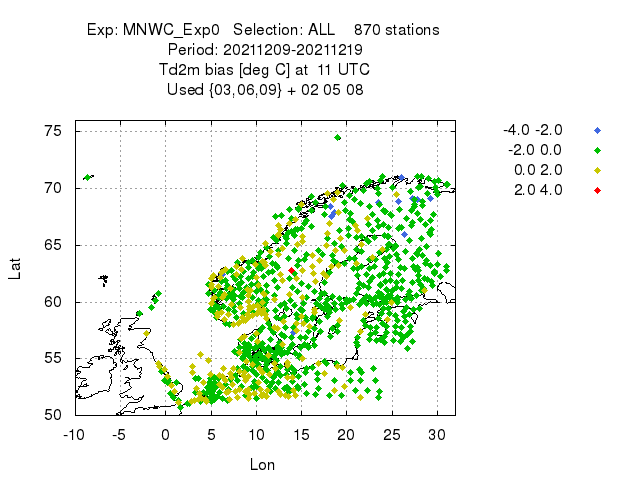 Exp: MNWC_Exp0 Selection: ALL 870 stations
Period: 20211209-20211219
Td2m bias [deg C] at 11 UTC
Used {03,06,09} + 02 05 08
-4.0 -2.0
-2.0 0.0
0.0 2.0
2.0 4.0
75
70
65
60
55
50
Lat
-10 -5 0 5 10 15 20 25 30
Lon